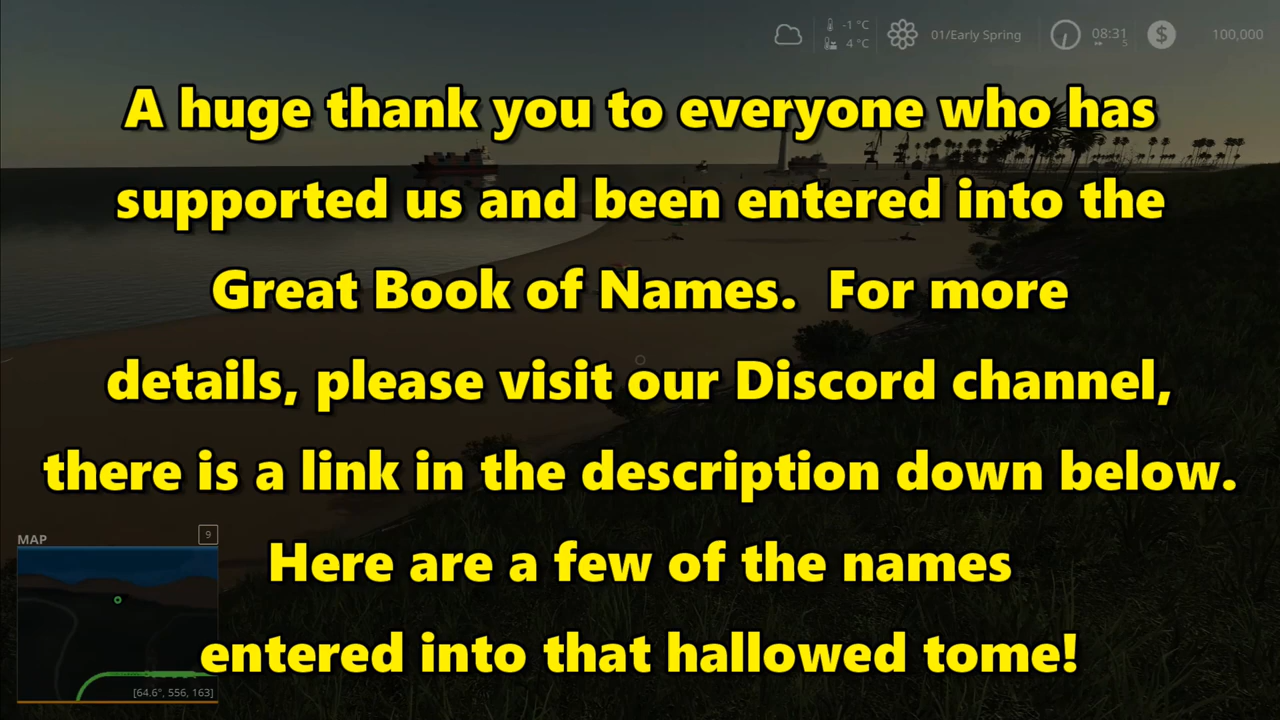 -1 °C
4 °C
01/Early Spring
08:31
5
$
100,000
A huge thank you to everyone who has
supported us and been entered into the
Great Book of Names.  For more
details, please visit our Discord channel,
there is a link in the description down below.
Here are a few of the names
entered into that hallowed tome!
MAP
9
[64.6°, 556, 163]